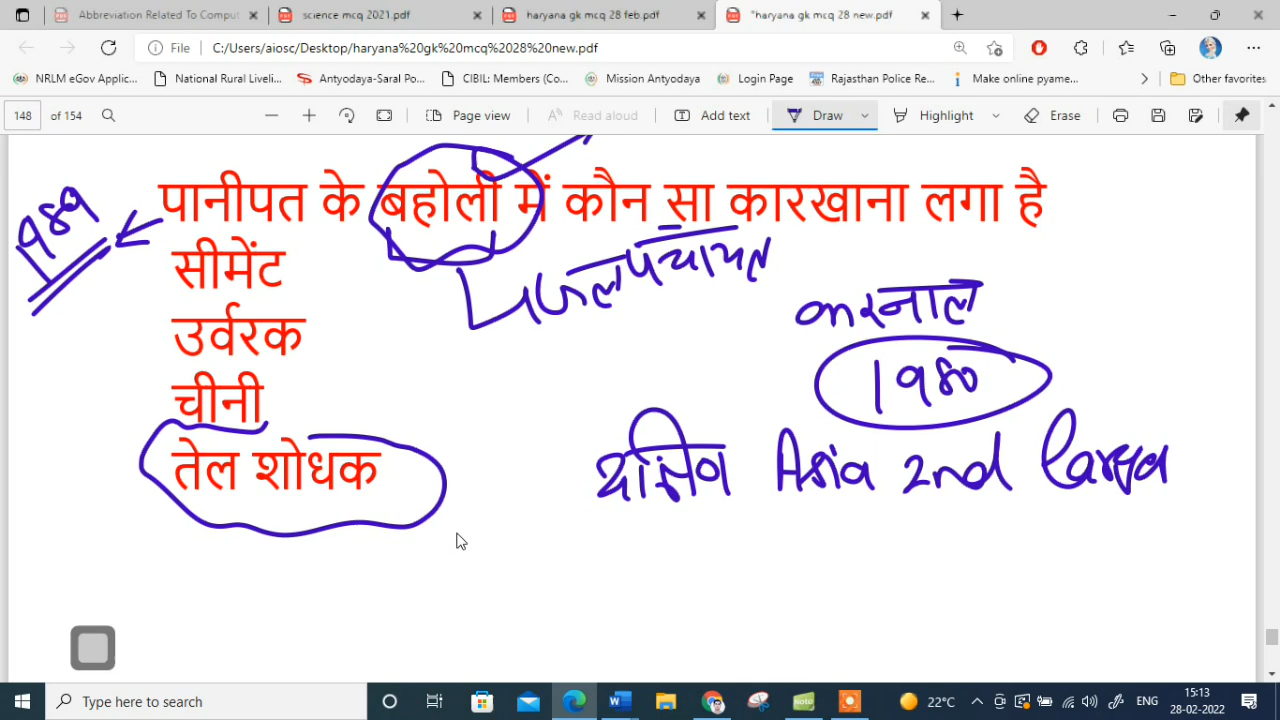 Abbreviation Related To Comput
science mcq 2021.pdf
haryana gk mcq 28 feb.pdf
*haryana gk mcq 28 new.pdf
File
C:/Users/aiosc/Desktop/haryana%20gk%20mcq%2028%20new.pdf
NRLM eGov Applic...
National Rural Liveli...
Antyodaya-Saral Po...
CIBIL: Members (Co...
Mission Antyodaya
Login Page
Rajasthan Police Re...
Make online pyame...
Other favorites
148 of 154
Page view
Read aloud
Add text
Draw
Highlight
Erase
पानीपत के बहोली में कौन सा कारखाना लगा है
सीमेंट
उर्वरक
चीनी
तेल शोधक
1989
पंचायत
करनाल
1980
Asia 2nd
Type here to search
22°C
ENG
15:13
28-02-2022